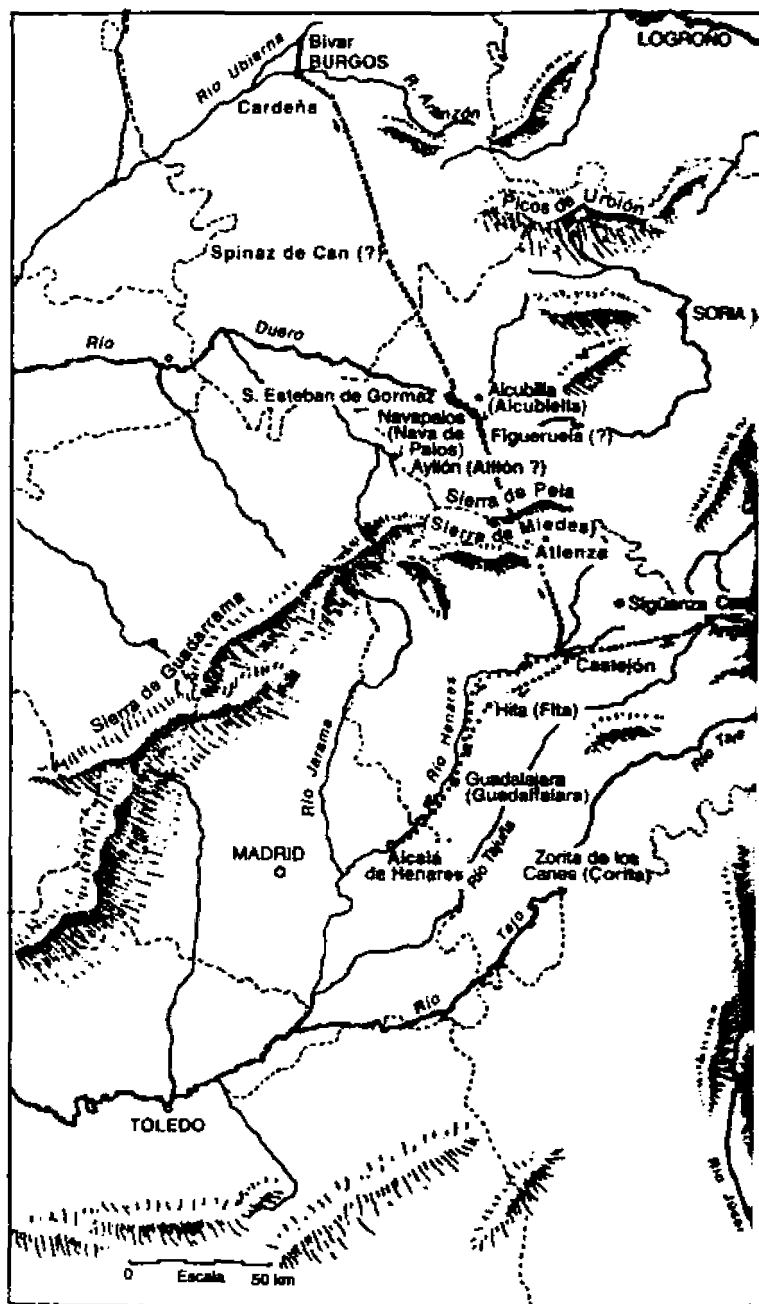 LOGROÑO
Bivar
BURGOS
Río Ubierna
R. Arlanzón
Cardeña
Picos de Urbión
Spinaz de Can (?)
SORIA
Río Duero
S. Esteban de Gormaz
Alcubilla
(Alcubiella)
Navapalos
(Nava de
Palos)
Figueruela (?)
Ayllón (Alilón ?)
Sierra de Pela
(Sierra de Miedes)
Atienza
Sigüenza
Sierra de Guadarrama
Castejón
Río Henares
Hita (Fita)
Río Jarama
Río Tajo
Guadalajara
(Guadalfajara)
MADRID
Alcalá
de Henares
Río Tajuña
Zorita de los
Canes (Çorita)
Río Tajo
TOLEDO
0 Escala 50 km